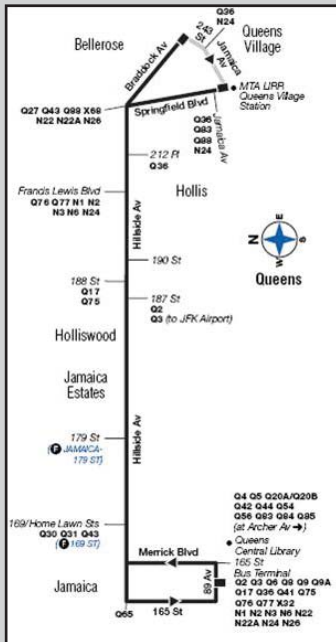 Q36
N24
243
St
Queens
Village
Bellerose
Braddock Av
Jamaica
Av
MTA LIRR
Queens Village
Station
Springfield Blvd
Q27 Q43 Q88 X68
N22 N22A N26
Q36
Q83
Q88
N24
Jamaica Av
212 Pl
Q36
Francis Lewis Blvd
Q76 Q77 N1 N2
N3 N6 N24
Hollis
Hillside Av
N
E
S
W
Queens
190 St
188 St
Q17
Q75
187 St
Q2
Q3 (to JFK Airport)
Holliswood
Jamaica
Estates
179 St
(F JAMAICA-
179 ST)
Hillside Av
169/Home Lawn Sts
Q30 Q31 Q43
(F 169 ST)
Q4 Q5 Q20A/Q20B
Q42 Q44 Q54
Q56 Q83 Q84 Q85
(at Archer Av →)
Queens
Central Library
165 St
Bus Terminal
Q2 Q3 Q6 Q8 Q9 Q9A
Q17 Q36 Q41 Q75
Q76 Q77 X32
N1 N2 N3 N6 N22
N22A N24 N26
Merrick Blvd
89 Av
Jamaica
Q65
165 St